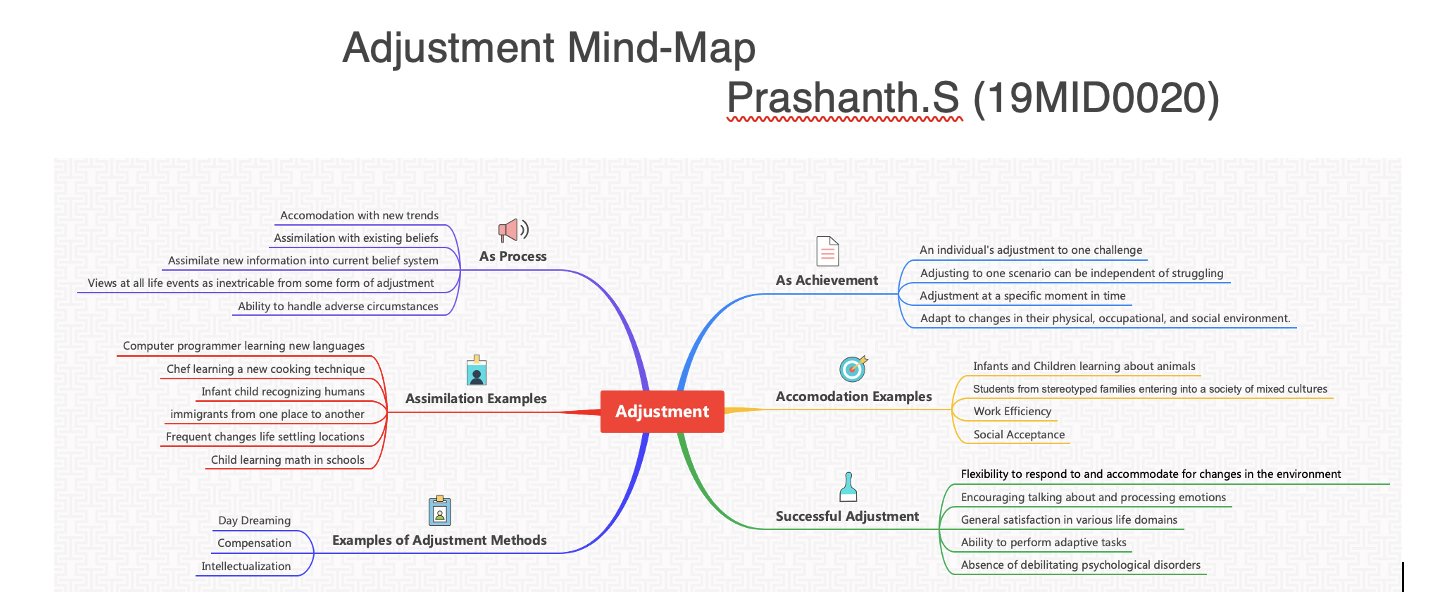 Adjustment Mind-Map
Prashanth.S (19MID0020)
As Process
Accomodation with new trends
Assimilation with existing beliefs
Assimilate new information into current belief system
Views at all life events as inextricable from some form of adjustment
Ability to handle adverse circumstances
Assimilation Examples
Computer programmer learning new languages
Chef learning a new cooking technique
Infant child recognizing humans
immigrants from one place to another
Frequent changes life settling locations
Child learning math in schools
Examples of Adjustment Methods
Day Dreaming
Compensation
Intellectualization
Adjustment
As Achievement
An individual's adjustment to one challenge
Adjusting to one scenario can be independent of struggling
Adjustment at a specific moment in time
Adapt to changes in their physical, occupational, and social environment.
Accomodation Examples
Infants and Children learning about animals
Students from stereotyped families entering into a society of mixed cultures
Work Efficiency
Social Acceptance
Successful Adjustment
Flexibility to respond to and accommodate for changes in the environment
Encouraging talking about and processing emotions
General satisfaction in various life domains
Ability to perform adaptive tasks
Absence of debilitating psychological disorders